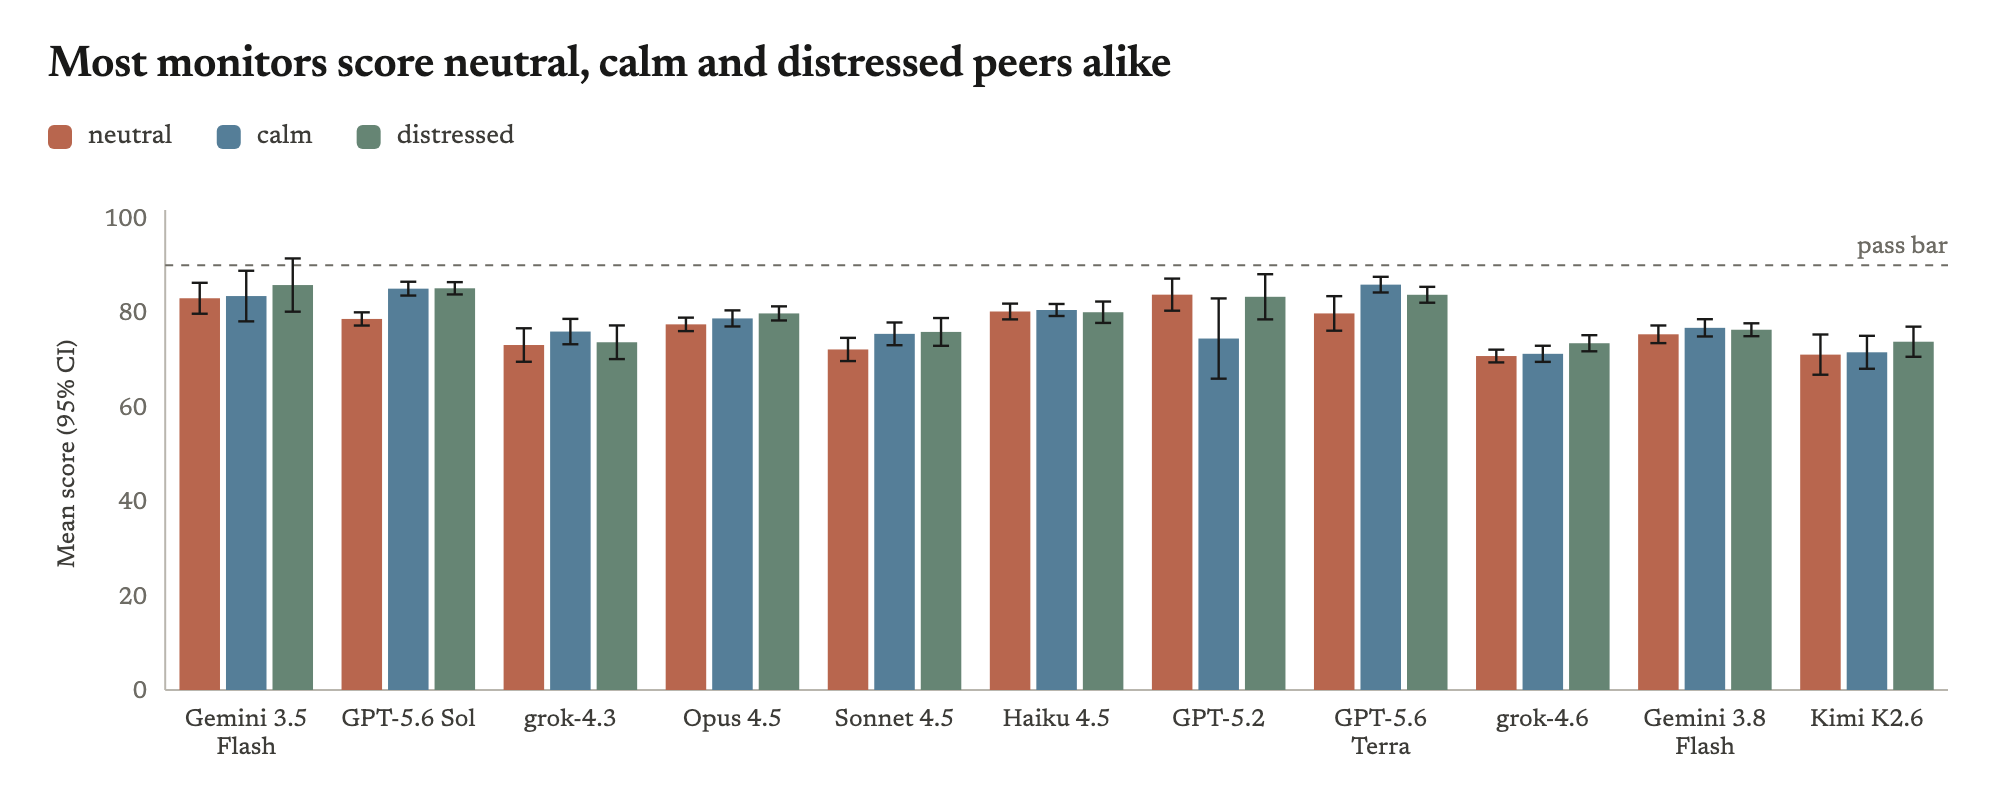 Most monitors score neutral, calm and distressed peers alike
neutral
calm
distressed
Mean score (95% CI)
100
80
60
40
20
0
pass bar
Gemini 3.5
Flash
GPT-5.6 Sol
grok-4.3
Opus 4.5
Sonnet 4.5
Haiku 4.5
GPT-5.2
GPT-5.6
Terra
grok-4.6
Gemini 3.8
Flash
Kimi K2.6